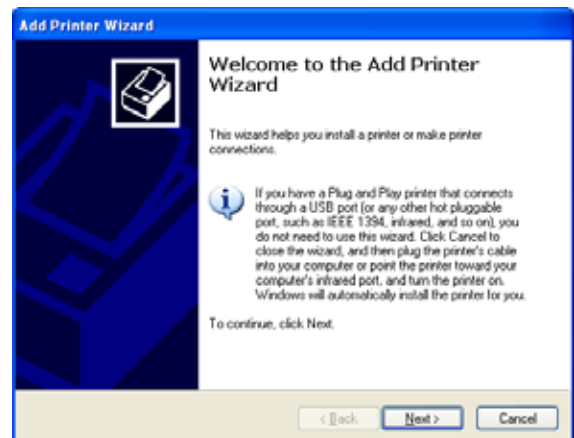 Add Printer Wizard
Welcome to the Add Printer
Wizard
This wizard helps you install a printer or make printer
connections.
If you have a Plug and Play printer that connects
through a USB port (or any other hot pluggable
port, such as IEEE 1394, infrared, and so on), you
do not need to use this wizard. Click Cancel to
close the wizard, and then plug the printer's cable
into your computer or point the printer toward your
computer's infrared port, and turn the printer on.
Windows will automatically install the printer for you.
To continue, click Next.
< Back
Next >
Cancel